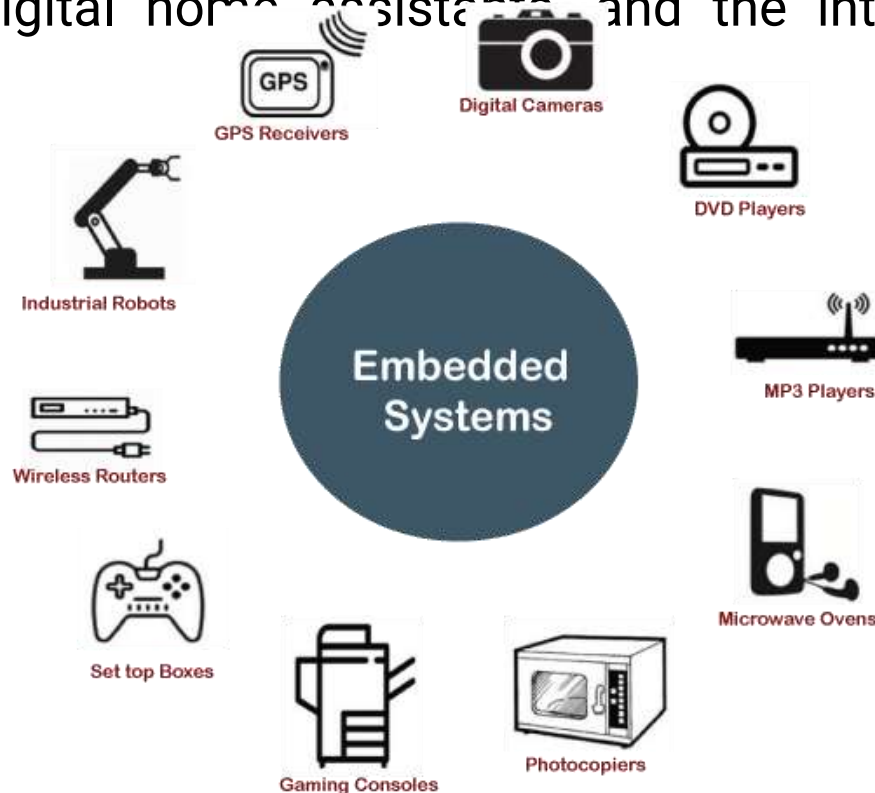 igital home assistants, and the int
GPS
GPS Receivers
Digital Cameras
DVD Players
Industrial Robots
MP3 Players
Embedded
Systems
Wireless Routers
Microwave Ovens
Set top Boxes
Photocopiers
Gaming Consoles